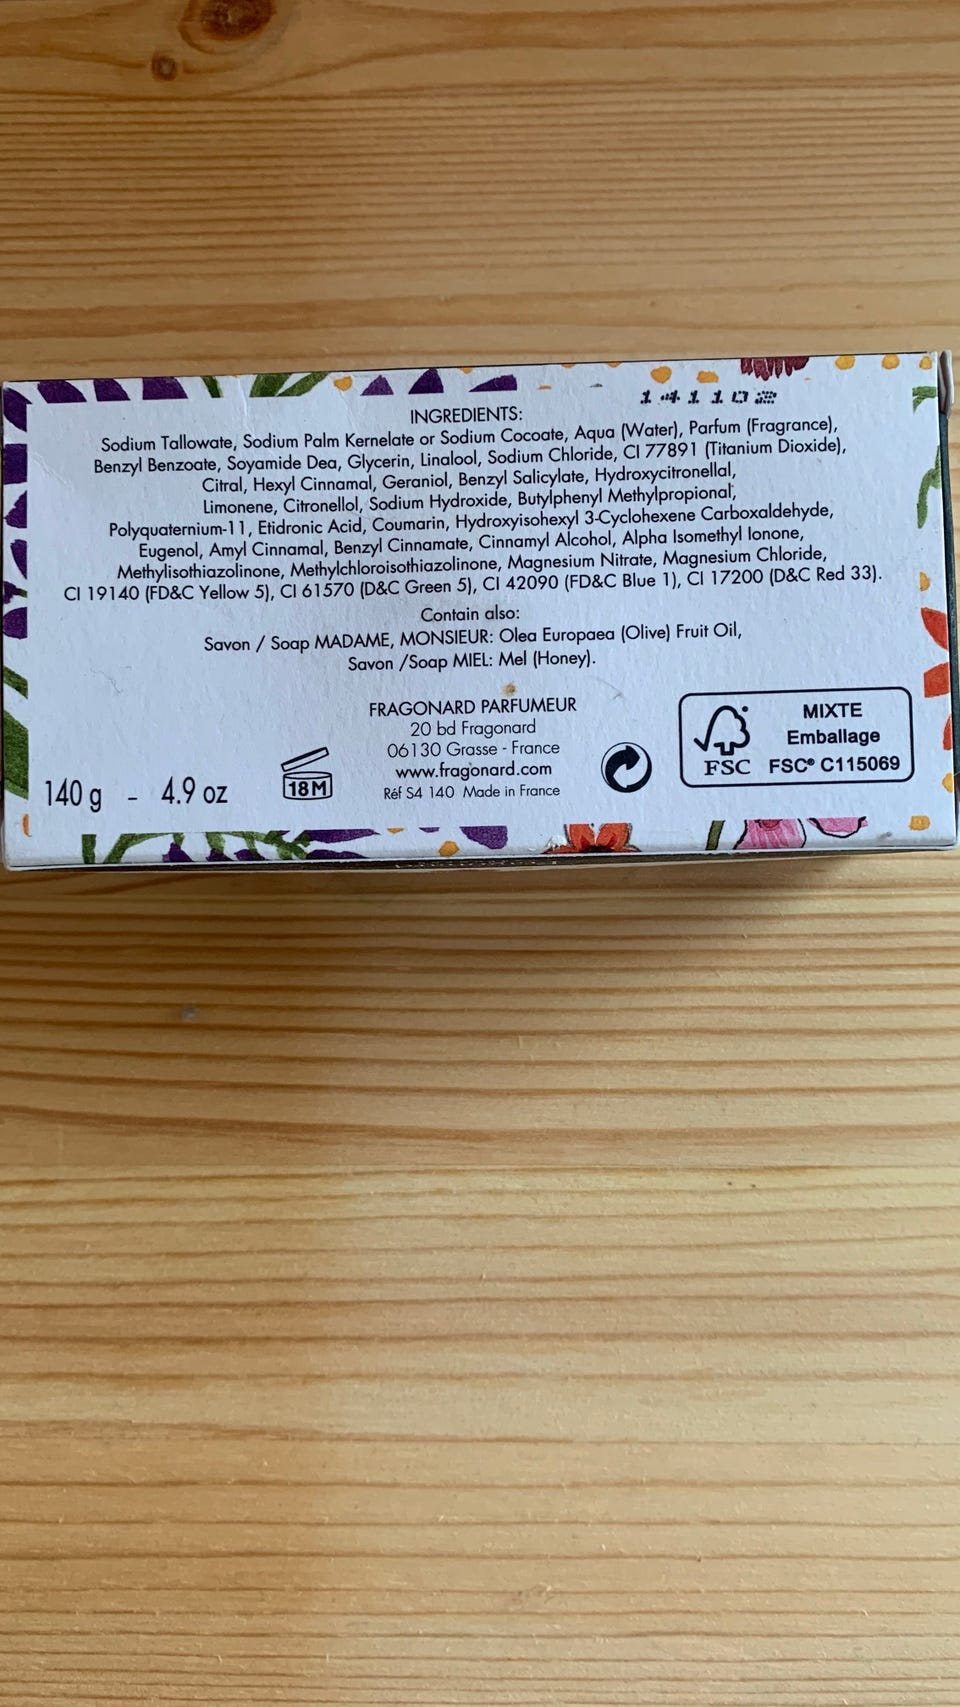 INGREDIENTS:
Sodium Tallowate, Sodium Palm Kernelate or Sodium Cocoate, Aqua (Water), Parfum (Fragrance),
Benzyl Benzoate, Soyamide Dea, Glycerin, Linalool, Sodium Chloride, CI 77891 (Titanium Dioxide),
Citral, Hexyl Cinnamal, Geraniol, Benzyl Salicylate, Hydroxycitronellal,
Limonene, Citronellol, Sodium Hydroxide, Butylphenyl Methylpropional,
Polyquaternium-11, Etidronic Acid, Coumarin, Hydroxyisohexyl 3-Cyclohexene Carboxaldehyde,
Eugenol, Amyl Cinnamal, Benzyl Cinnamate, Cinnamyl Alcohol, Alpha Isomethyl Ionone,
Methylisothiazolinone, Methylchloroisothiazolinone, Magnesium Nitrate, Magnesium Chloride,
CI 19140 (FD&C Yellow 5), CI 61570 (D&C Green 5), CI 42090 (FD&C Blue 1), CI 17200 (D&C Red 33).
Contain also:
Savon / Soap MADAME, MONSIEUR: Olea Europaea (Olive) Fruit Oil,
Savon /Soap MIEL: Mel (Honey).
FRAGONARD PARFUMEUR
20 bd Fragonard
06130 Grasse - France
www.fragonard.com
Réf S4 140 Made in France
140 g - 4.9 oz
18M
MIXTE
Emballage
FSC FSC® C115069